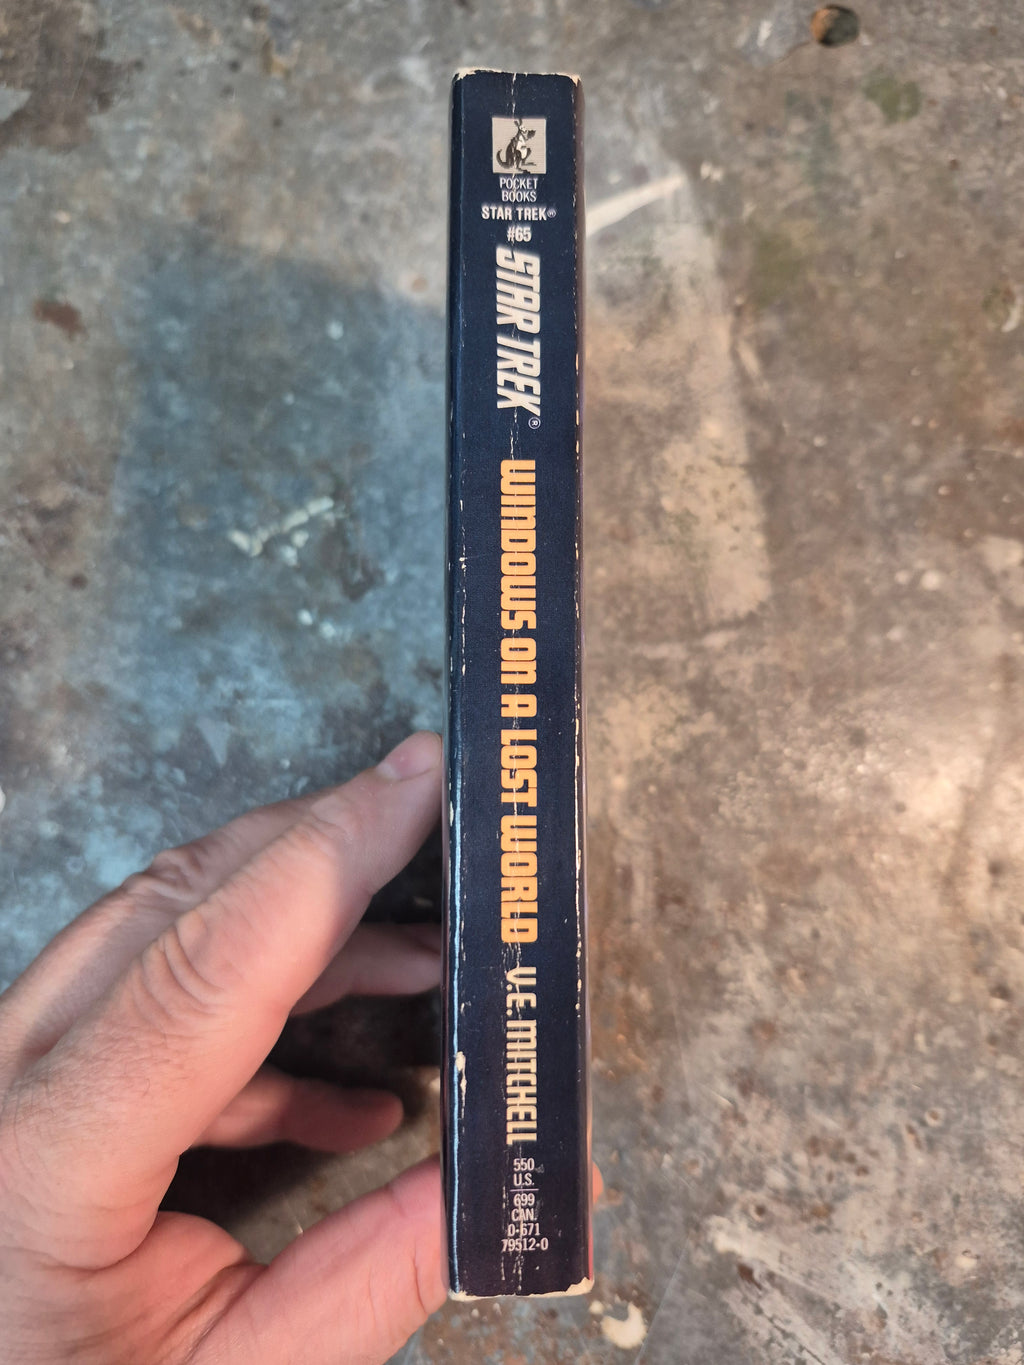 POCKET
BOOKS
STAR TREK®
#65
STAR TREK®
WINDOWS ON A LOST WORLD
V.E. MITCHELL
550
U.S.
699
CAN.
0-671
79512-0